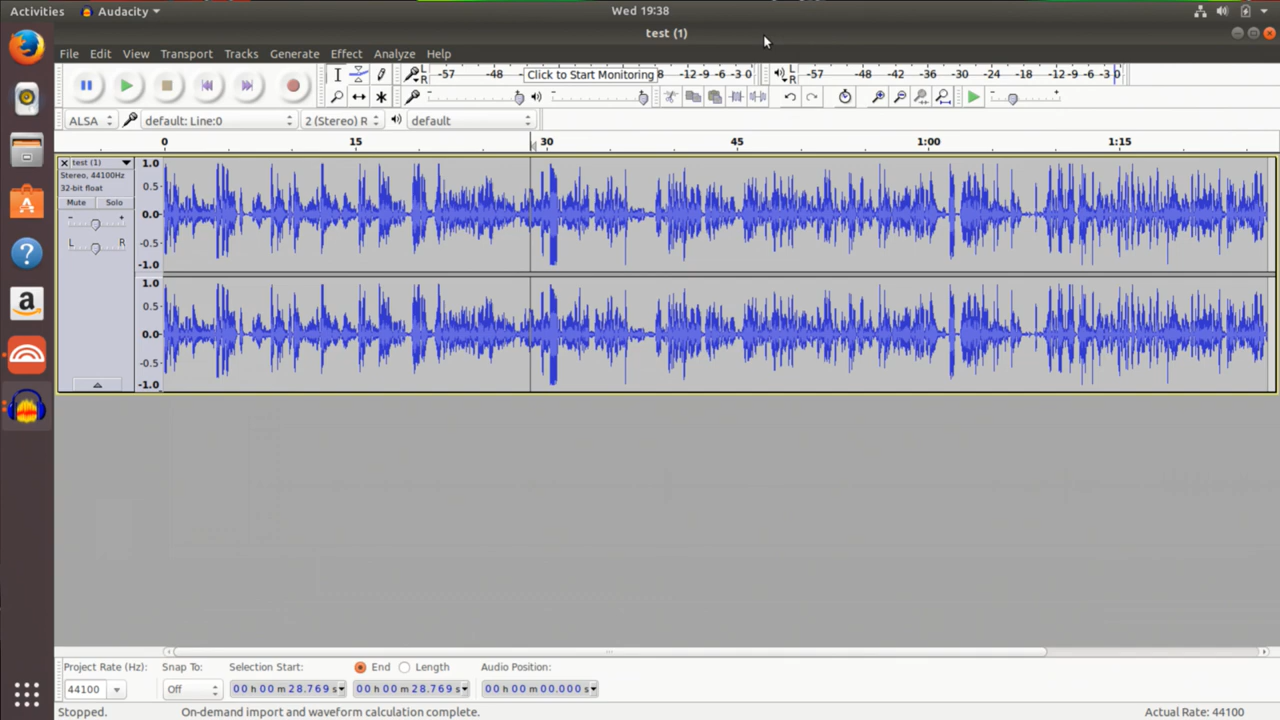 Activities Audacity Wed 19:38
test (1)
File Edit View Transport Tracks Generate Effect Analyze Help
L R -57 -48 Click to Start Monitoring 8 -12 -9 -6 -3 0 L R -57 -48 -42 -36 -30 -24 -18 -12 -9 -6 -3 0
- + - + - +
ALSA default: Line:0 2 (Stereo) R default
0 15 30 45 1:00 1:15
test (1)
Stereo, 44100Hz
32-bit float
Mute Solo
- +
L R
1.0
0.5
0.0
-0.5
-1.0
1.0
0.5
0.0
-0.5
-1.0
Project Rate (Hz): Snap To: Selection Start: End Length Audio Position:
44100 Off 00 h 00 m 28.769 s 00 h 00 m 28.769 s 00 h 00 m 00.000 s
Stopped. On-demand import and waveform calculation complete. Actual Rate: 44100